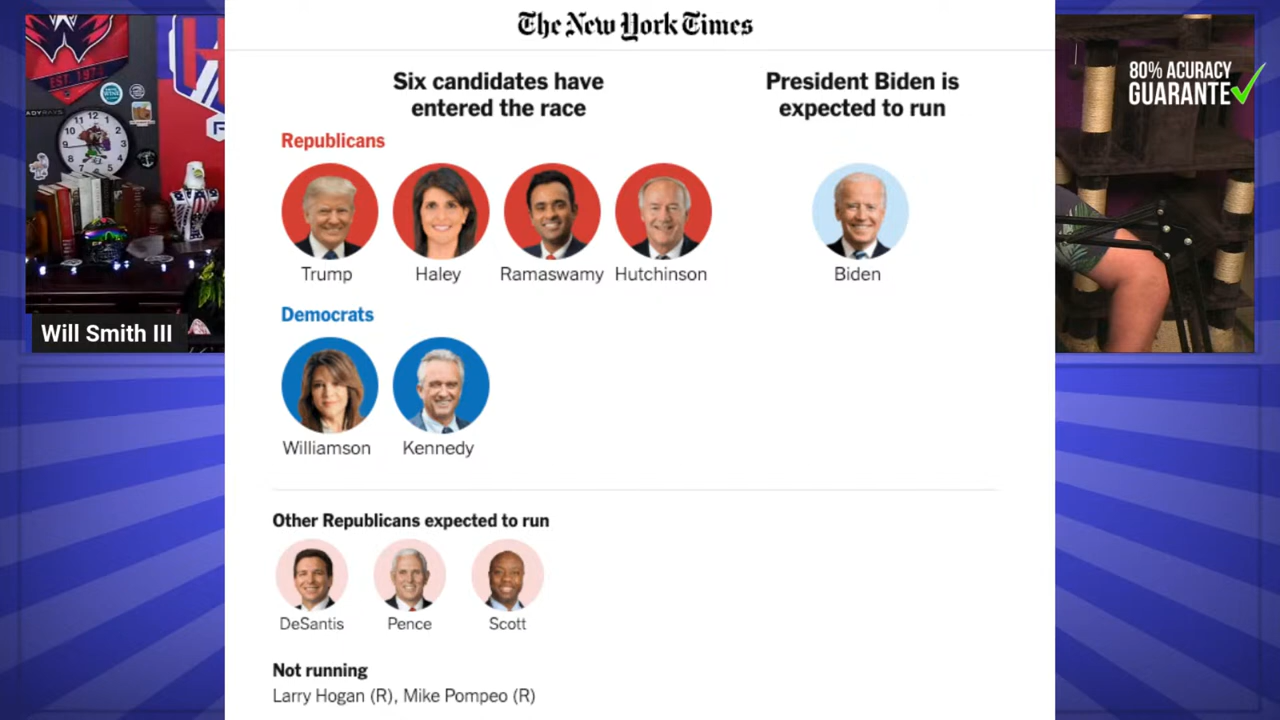 The New York Times
Six candidates have
entered the race
President Biden is
expected to run
Republicans
Trump
Haley
Ramaswamy
Hutchinson
Biden
Democrats
Williamson
Kennedy
Other Republicans expected to run
DeSantis
Pence
Scott
Not running
Larry Hogan (R), Mike Pompeo (R)
EST. 1974
Will Smith III
80% ACURACY
GUARANTE